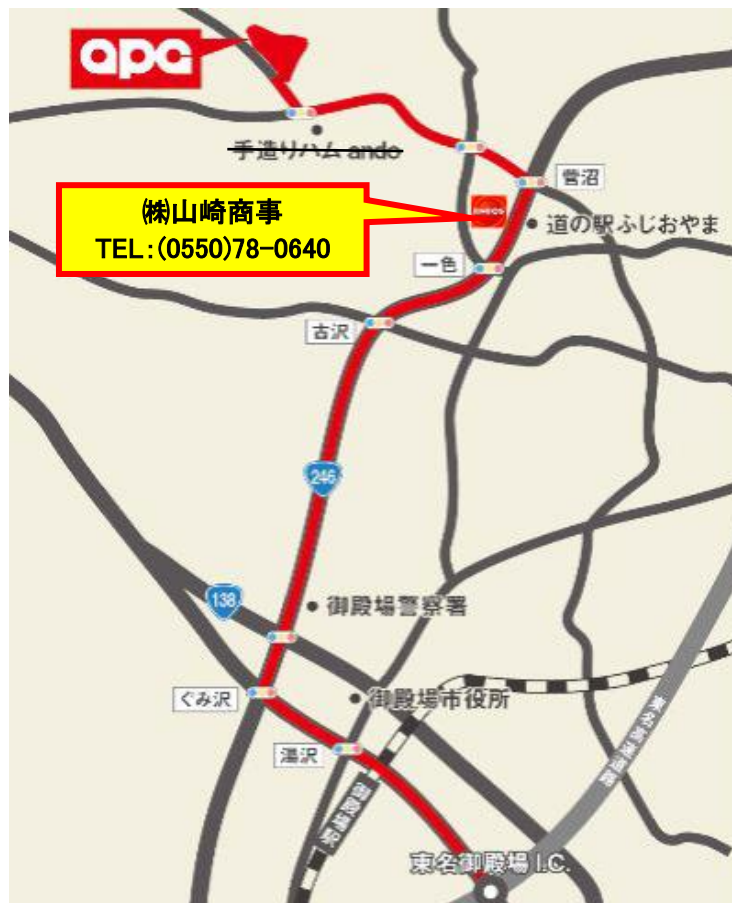 apa
手造りハム ando
菅沼
㈱山崎商事
TEL：(0550)78-0640
ENEOS
道の駅ふじおやま
一色
古沢
246
138
御殿場警察署
ぐみ沢
御殿場市役所
湯沢
東名高速道路
御殿場駅
東名御殿場 I.C.